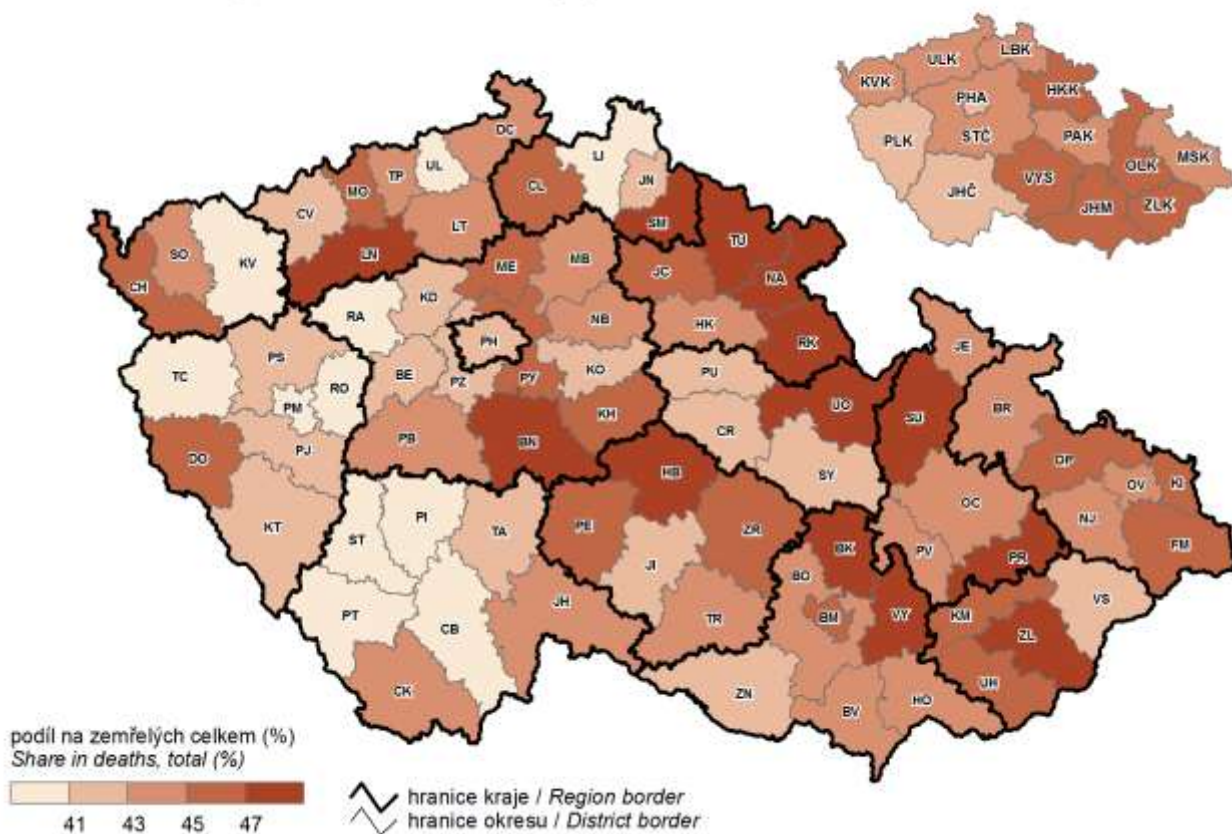 LBK
ULK
KVK
HKK
PHA
PLK
STČ
PAK
MSK
OLK
VYS
JHČ
JHM
ZLK
DC
UL
LI
TP
MO
CL
JN
CV
LT
SM
TU
LN
SO
KV
MB
ME
JC
CH
NA
KD
RA
NB
HK
PH
RK
PS
JE
TC
BE
KO
PU
RO
PZ
PY
PM
UO
BR
KH
SU
CR
PB
BN
PJ
DO
OP
HB
SY
OV
KI
OC
PI
NJ
KT
TA
PE
ZR
ST
FM
BK
PV
PR
JI
BO
VS
JH
PT
TR
BM
VY
KM
CB
ZL
UH
CK
ZN
HO
BV
podíl na zemřelých celkem (%)
Share in deaths, total (%)
41 43 45 47
hranice kraje / Region border
hranice okresu / District border